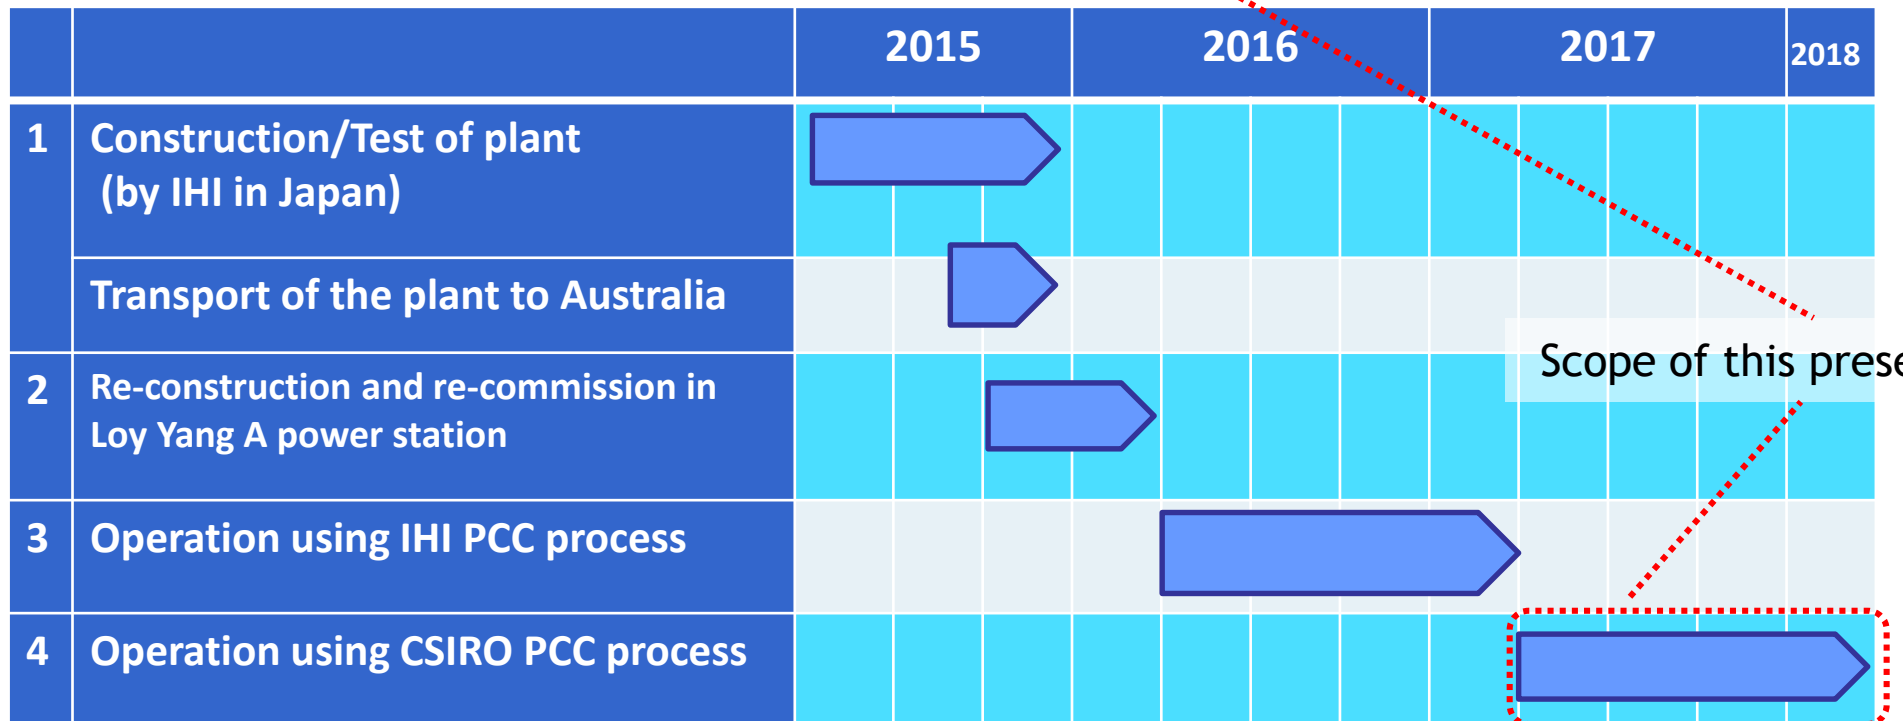 2015 2016 2017 2018
1 Construction/Test of plant
(by IHI in Japan)
Transport of the plant to Australia
Scope of this
2 Re-construction and re-commission in
Loy Yang A power station
3 Operation using IHI PCC process
4 Operation using CSIRO PCC process